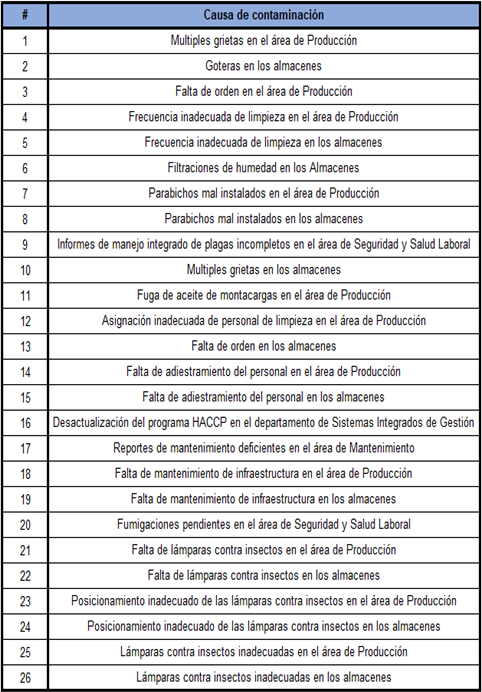 # Causa de contaminación
1 Multiples grietas en el área de Producción
2 Goteras en los almacenes
3 Falta de orden en el área de Producción
4 Frecuencia inadecuada de limpieza en el área de Producción
5 Frecuencia inadecuada de limpieza en los almacenes
6 Filtraciones de humedad en los Almacenes
7 Parabichos mal instalados en el área de Producción
8 Parabichos mal instalados en los almacenes
9 Informes de manejo integrado de plagas incompletos en el área de Seguridad y Salud Laboral
10 Multiples grietas en los almacenes
11 Fuga de aceite de montacargas en el área de Producción
12 Asignación inadecuada de personal de limpieza en el área de Producción
13 Falta de orden en los almacenes
14 Falta de adiestramiento del personal en el área de Producción
15 Falta de adiestramiento del personal en los almacenes
16 Desactualización del programa HACCP en el departamento de Sistemas Integrados de Gestión
17 Reportes de mantenimiento deficientes en el área de Mantenimiento
18 Falta de mantenimiento de infraestructura en el área de Producción
19 Falta de mantenimiento de infraestructura en los almacenes
20 Fumigaciones pendientes en el área de Seguridad y Salud Laboral
21 Falta de lámparas contra insectos en el área de Producción
22 Falta de lámparas contra insectos en los almacenes
23 Posicionamiento inadecuado de las lámparas contra insectos en el área de Producción
24 Posicionamiento inadecuado de las lámparas contra insectos en los almacenes
25 Lámparas contra insectos inadecuadas en el área de Producción
26 Lámparas contra insectos inadecuadas en los almacenes